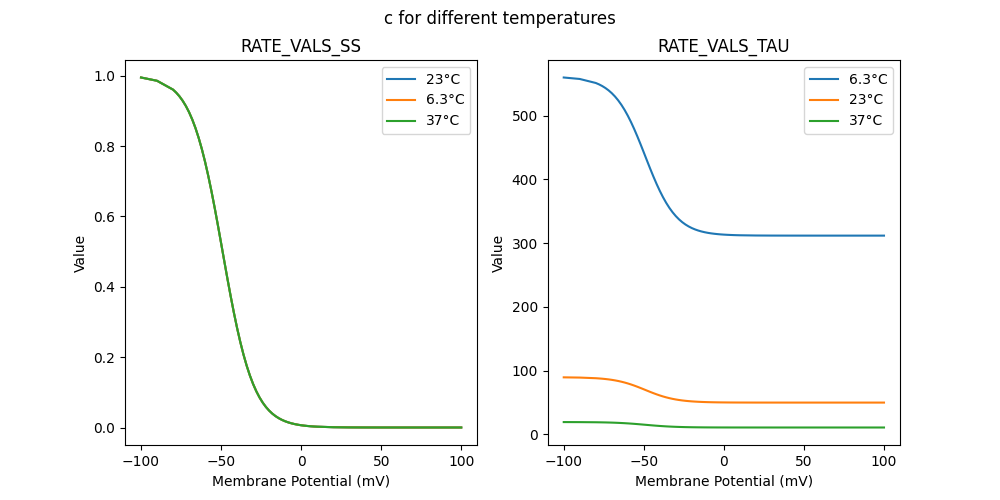 c for different temperatures
RATE_VALS_SS
RATE_VALS_TAU
1.0
0.8
0.6
0.4
0.2
0.0
Value
−100
−50
0
50
100
Membrane Potential (mV)
23°C
6.3°C
37°C
500
400
300
200
100
0
Value
−100
−50
0
50
100
Membrane Potential (mV)
6.3°C
23°C
37°C